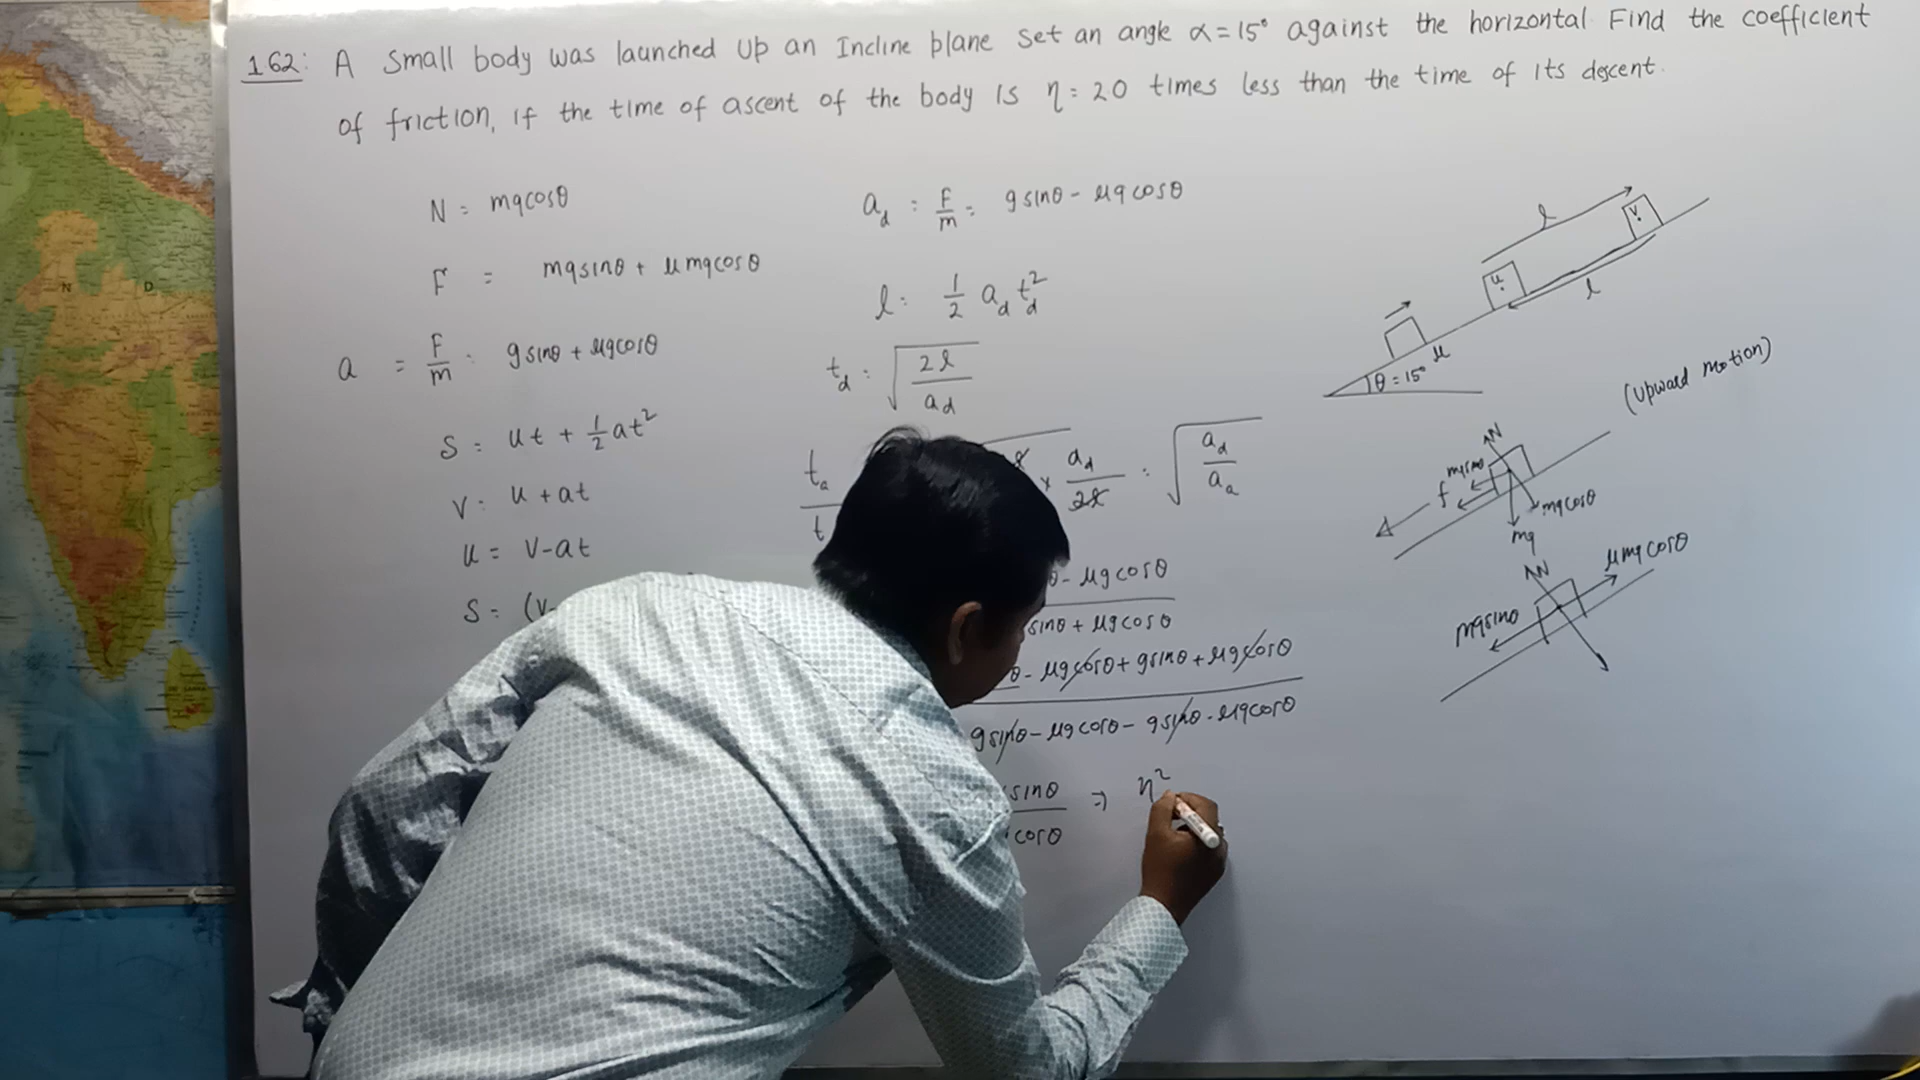 162: A small body was launched up an Incline plane set an angle α = 15° against the horizontal Find the coefficient
of friction, if the time of ascent of the body is η = 20 times less than the time of its descent.
N = mgcosθ
F = mgsinθ + μmgcosθ
a = F/m = gsinθ + μgcosθ
S = ut + 1/2 at²
V = u + at
u = V-at
S = (V-
a_d = F/m = gsinθ - μgcosθ
l = 1/2 a_d t_d²
t_d = √(2l/a_d)
t_a
t
× a_d/2l = √(a_d/a_a)
θ - μgcosθ
sinθ + μgcosθ
θ - μgcosθ + gsinθ + μgcosθ
gsinθ - μgcosθ - gsinθ - μgcosθ
sinθ
cosθ
⇒ η²
l
V
u
l
μ
θ = 15°
(upward motion)
N
mgsinθ
f
mgcosθ
mg
N
μmgcosθ
mgsinθ
N D